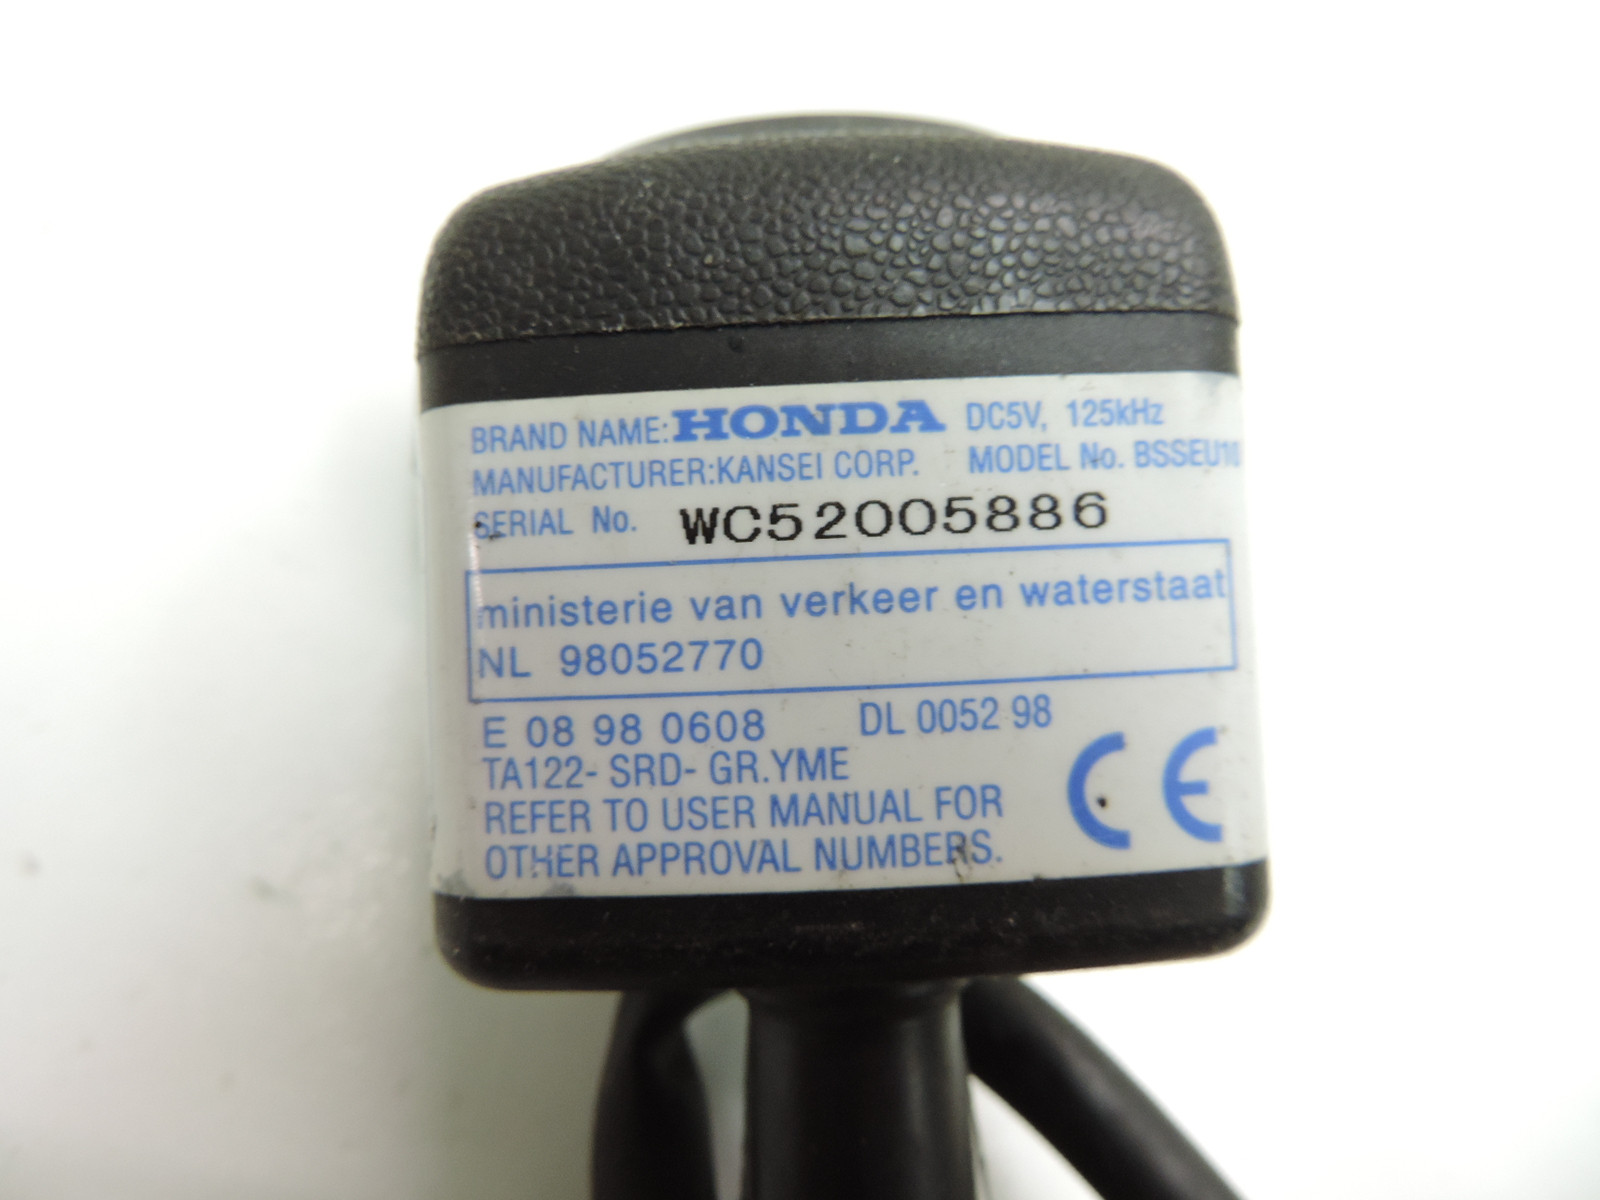 BRAND NAME: HONDA DC5V, 125kHz
MANUFACTURER:KANSEI CORP. MODEL No. BSSEU10
SERIAL No. WC52005886
ministerie van verkeer en waterstaat
NL 98052770
E 08 98 0608 DL 0052 98
TA122- SRD- GR.YME
REFER TO USER MANUAL FOR
OTHER APPROVAL NUMBERS.
CE